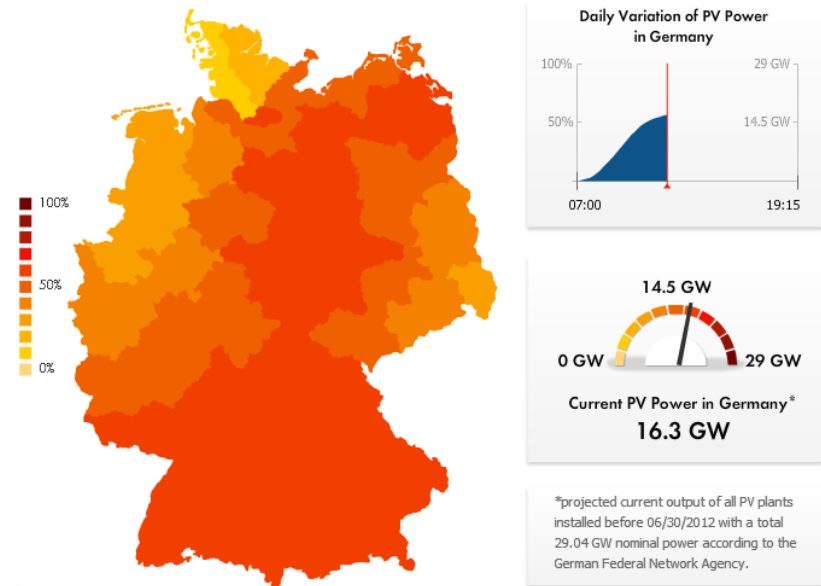 Daily Variation of PV Power
in Germany
100%
29 GW
50%
14.5 GW
07:00
19:15
100%
50%
0%
14.5 GW
0 GW
29 GW
Current PV Power in Germany*
16.3 GW
*projected current output of all PV plants
installed before 06/30/2012 with a total
29.04 GW nominal power according to the
German Federal Network Agency.